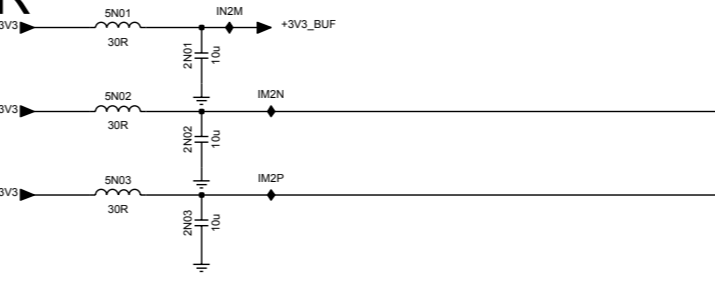 R
3V3 5N01 IN2M +3V3_BUF
30R
2N01 10u
3V3 5N02 IM2N
30R
2N02 10u
3V3 5N03 IM2P
30R
2N03 10u